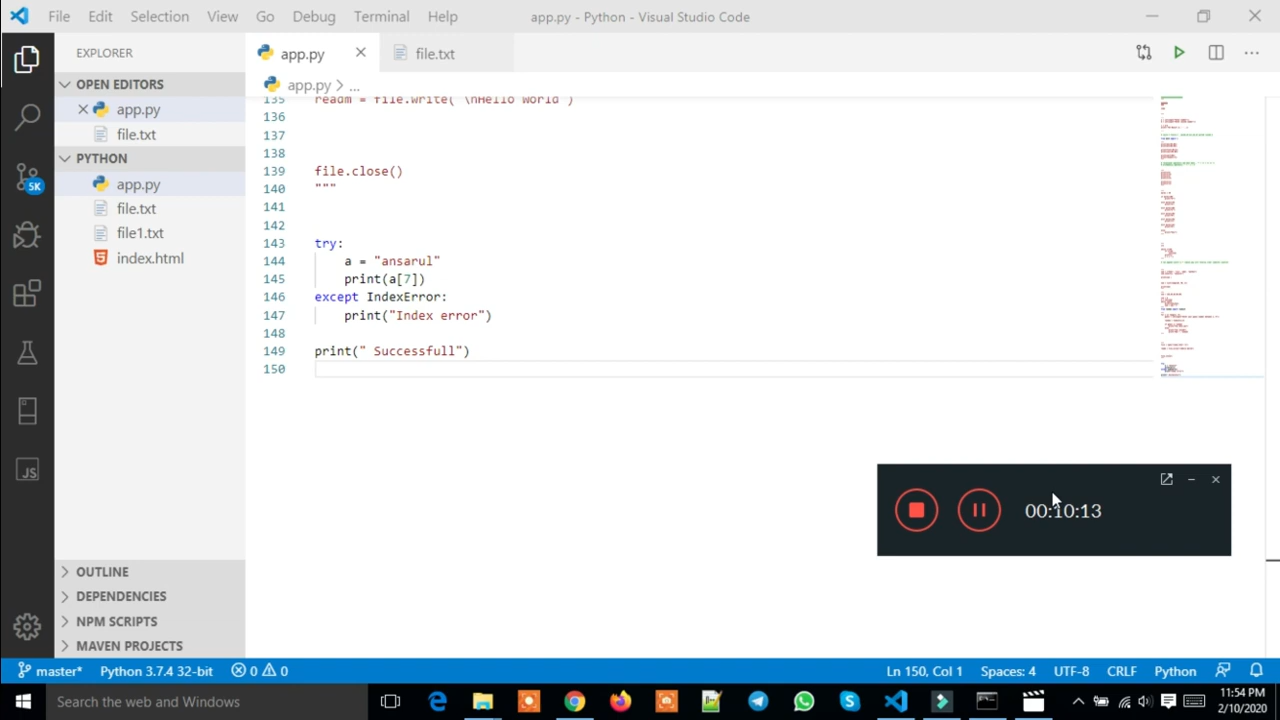 File Edit Selection View Go Debug Terminal Help app.py - Python - Visual Studio Code
EXPLORER app.py file.txt
OPEN EDITORS app.py > ...
app.py
file.txt
PYTHON
app.py
file.txt
file1.txt
index.html
5K
JS
135 readm = file.write( \nHello World )
136
137
138
139 file.close()
140 """
141
142
143 try:
144 a = "ansarul"
145 print(a[7])
146 except IndexError:
147 print("Index error")
148
149 print(" Successfull")
150
00:10:13
OUTLINE
DEPENDENCIES
NPM SCRIPTS
MAVEN PROJECTS
master* Python 3.7.4 32-bit 0 0 Ln 150, Col 1 Spaces: 4 UTF-8 CRLF Python
Search the web and Windows
11:54 PM
2/10/2020